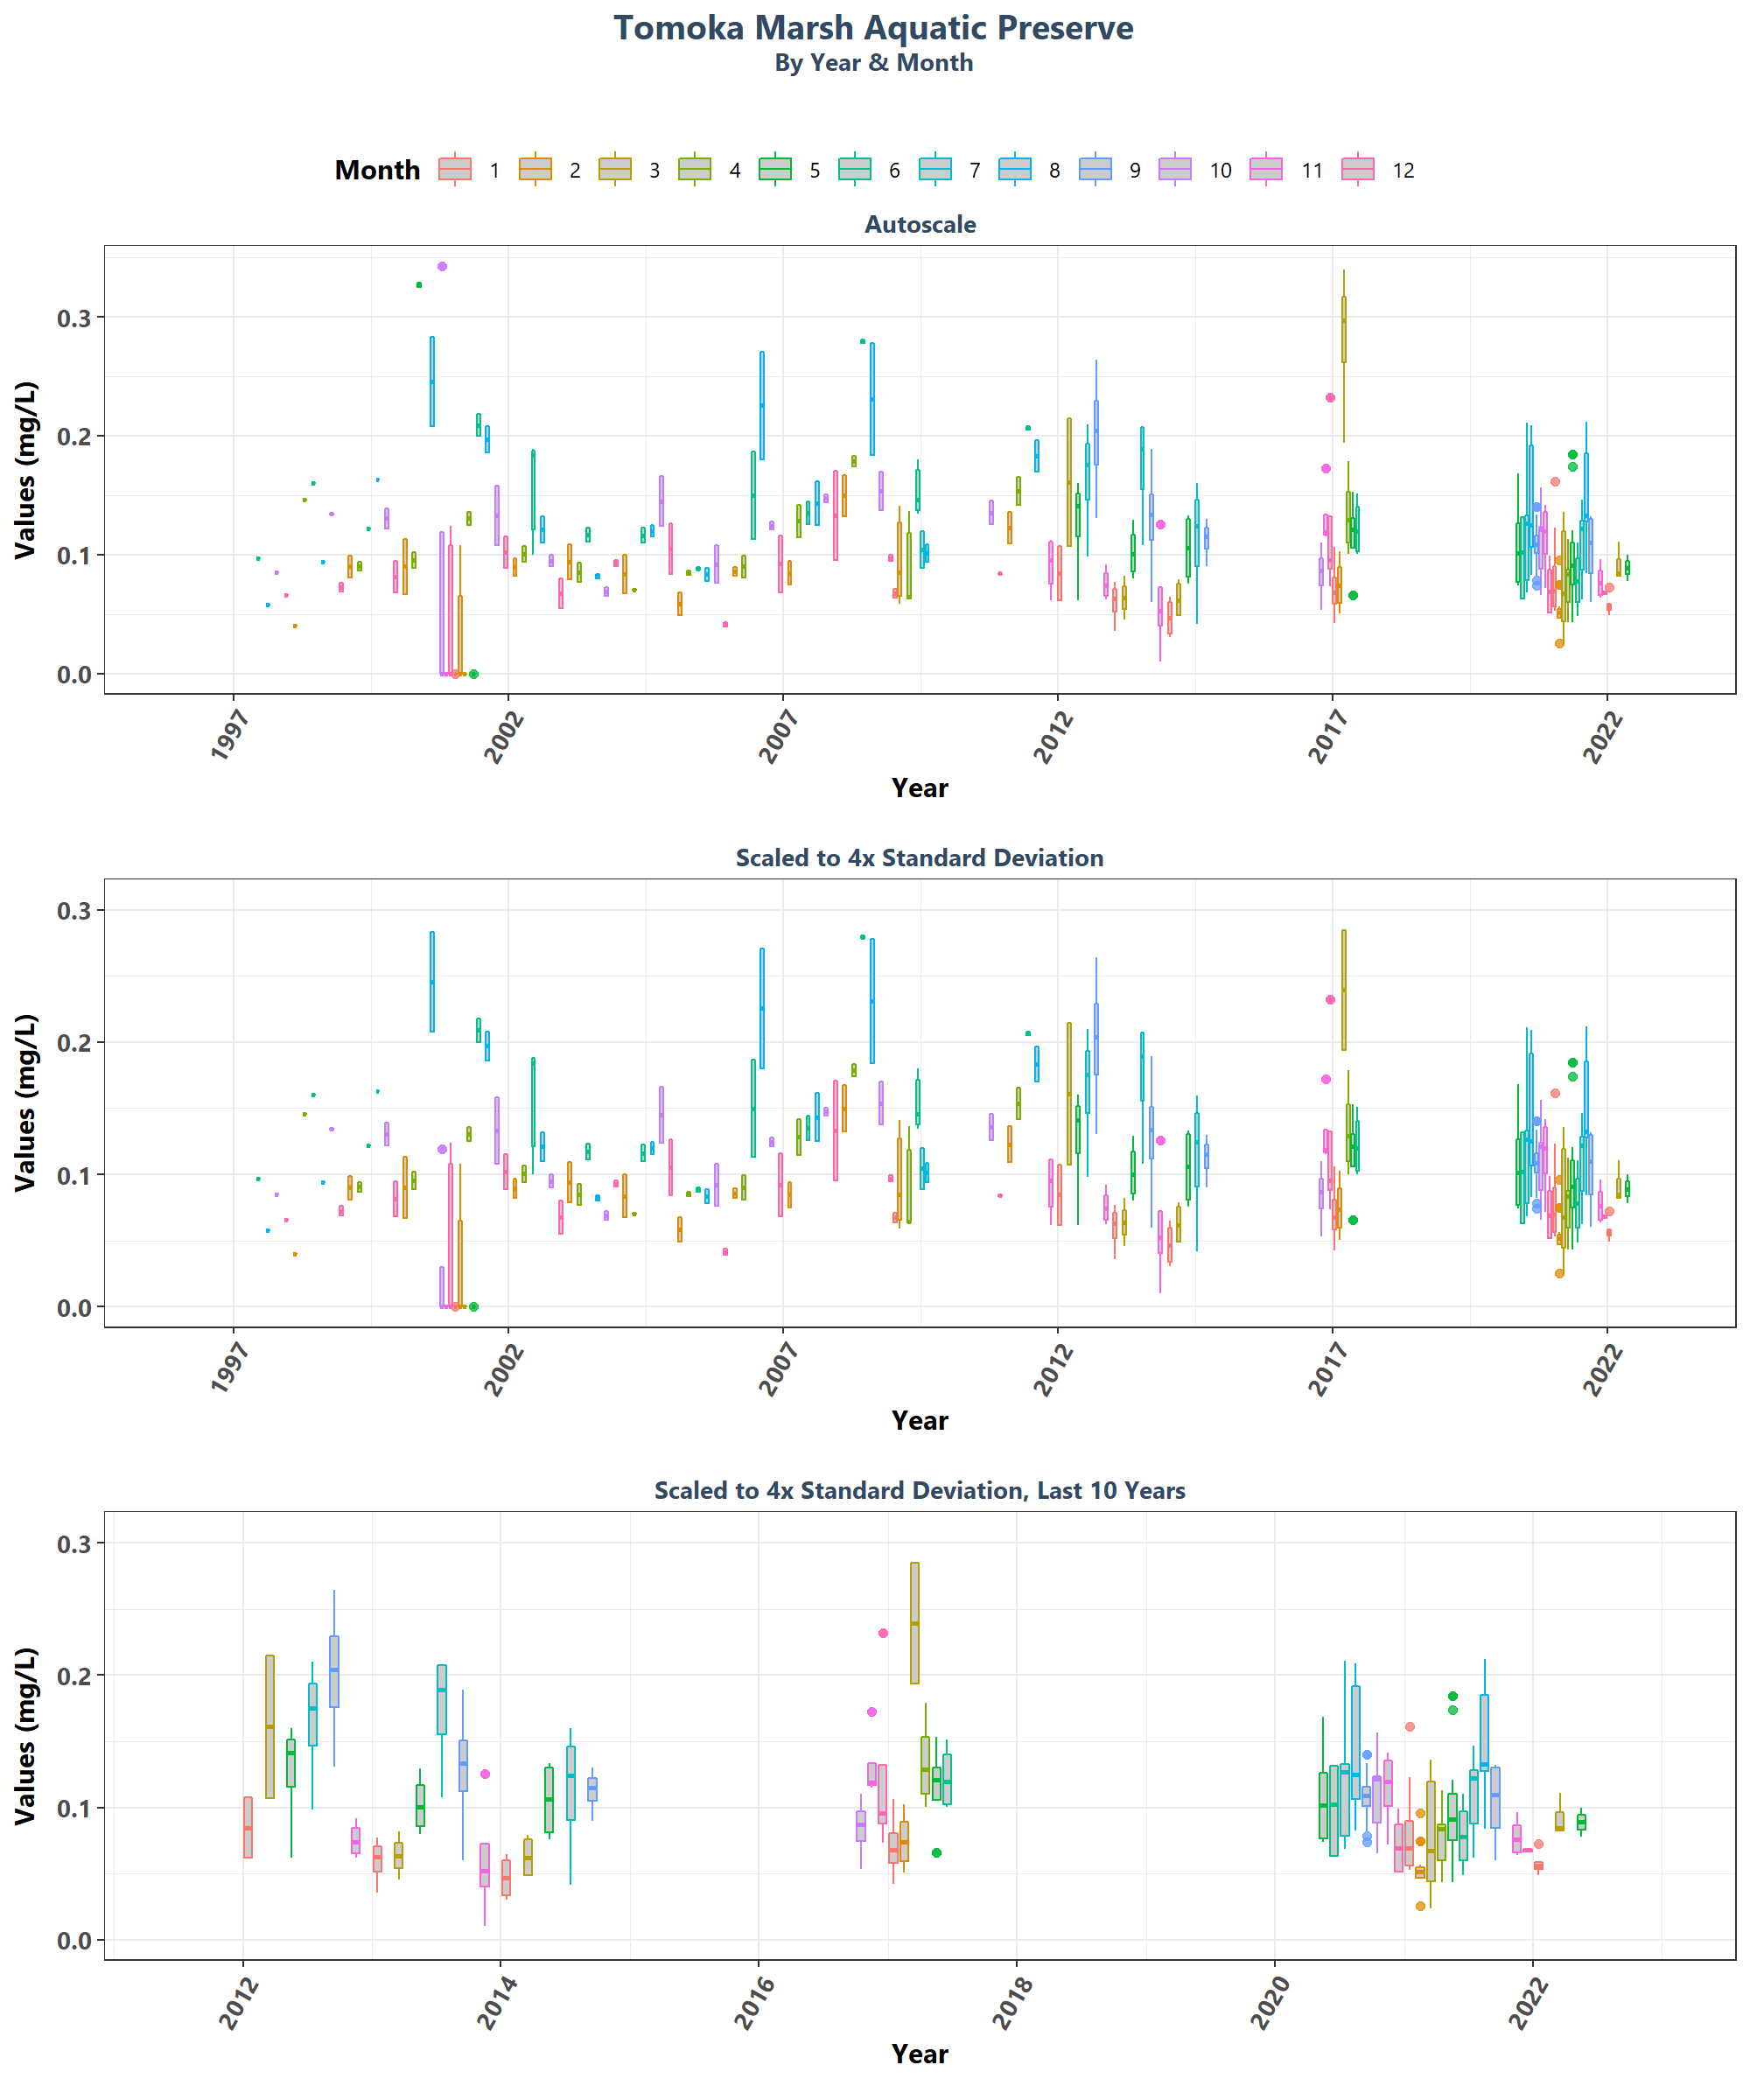 Tomoka Marsh Aquatic Preserve
By Year & Month
Month 1 2 3 4 5 6 7 8 9 10 11 12
Autoscale
Values (mg/L)
0.3
0.2
0.1
0.0
1997 2002 2007 2012 2017 2022
Year
Scaled to 4x Standard Deviation
Values (mg/L)
0.3
0.2
0.1
0.0
1997 2002 2007 2012 2017 2022
Year
Scaled to 4x Standard Deviation, Last 10 Years
Values (mg/L)
0.3
0.2
0.1
0.0
2012 2014 2016 2018 2020 2022
Year